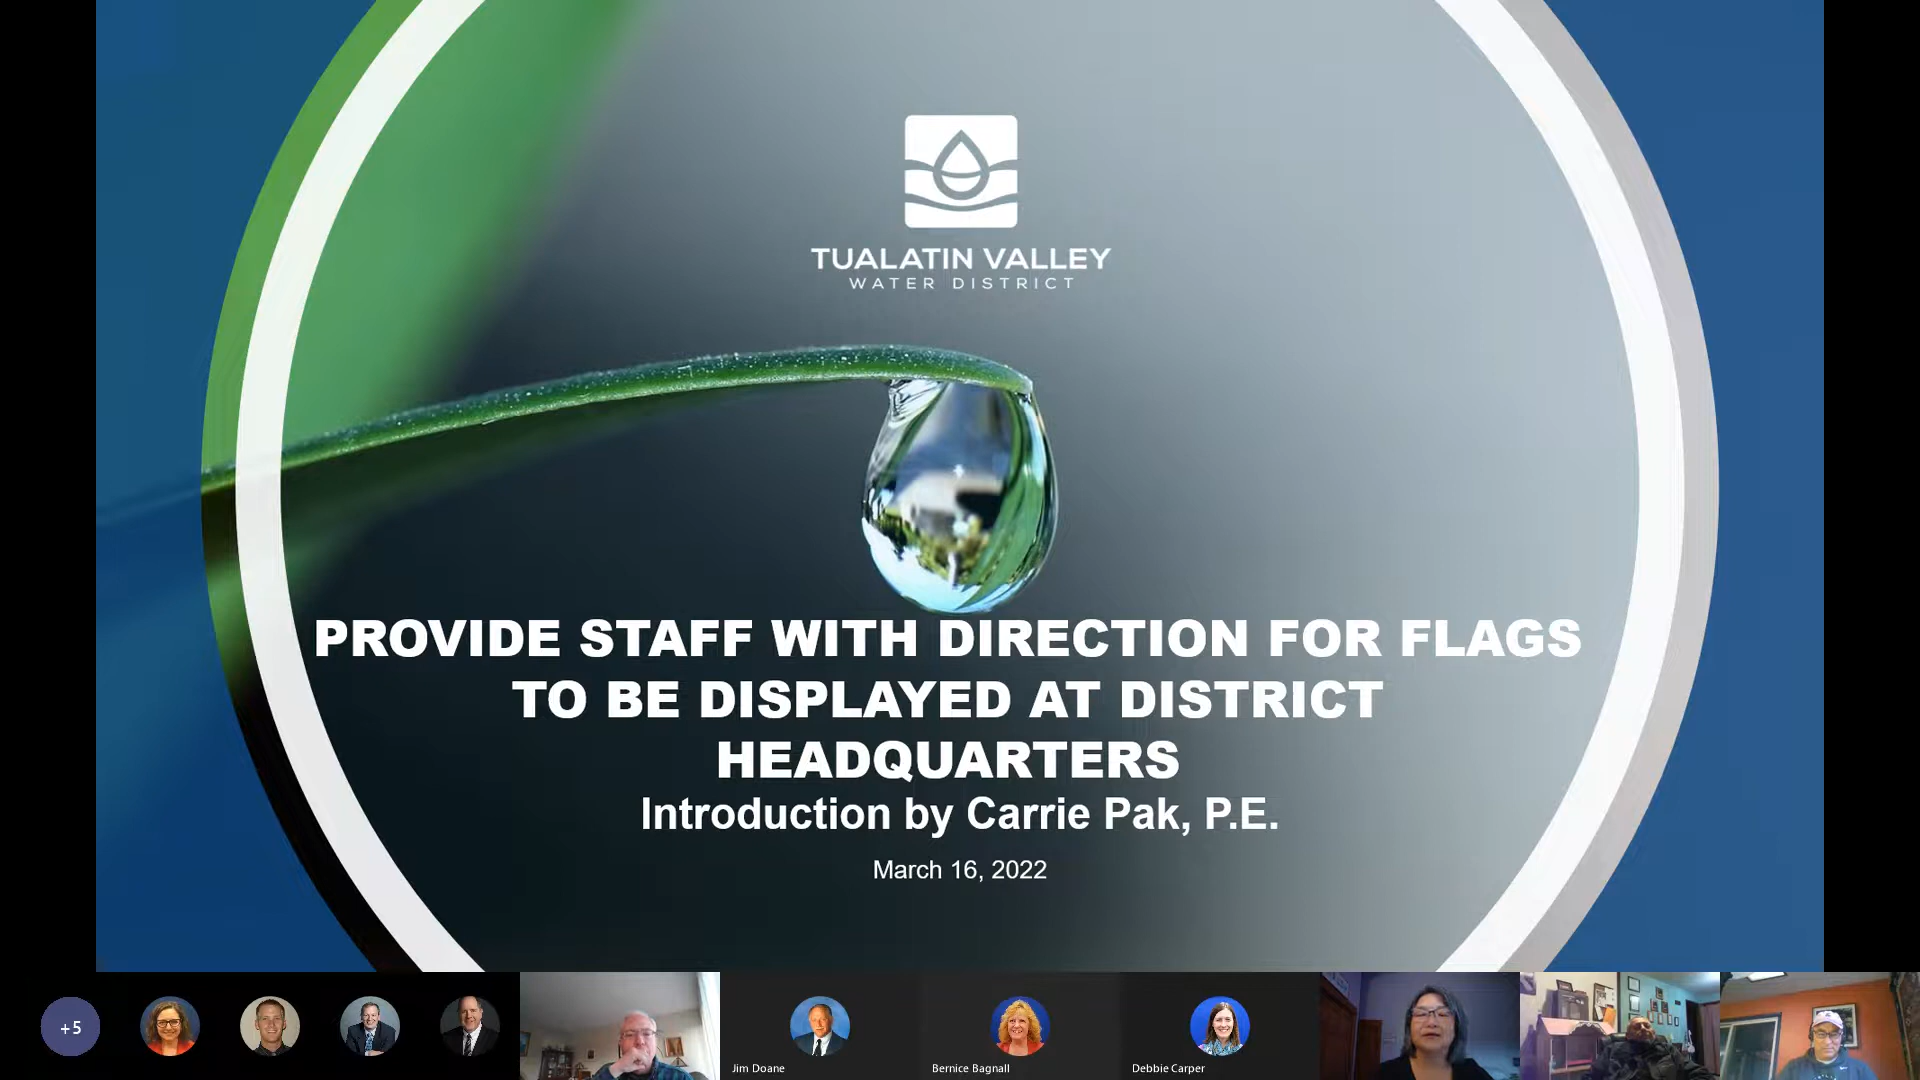 TUALATIN VALLEY
WATER DISTRICT
PROVIDE STAFF WITH DIRECTION FOR FLAGS
TO BE DISPLAYED AT DISTRICT
HEADQUARTERS
Introduction by Carrie Pak, P.E.
March 16, 2022
+5
Jim Doane
Bernice Bagnall
Debbie Carper